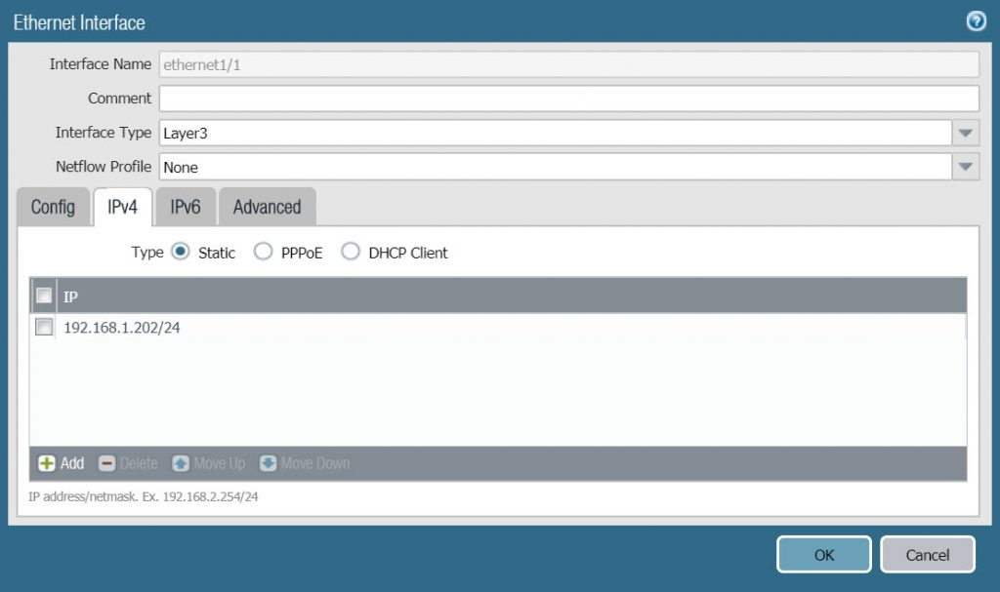 Ethernet Interface
Interface Name ethernet1/1
Comment
Interface Type Layer3
Netflow Profile None
Config IPv4 IPv6 Advanced
Type Static PPPoE DHCP Client
IP
192.168.1.202/24
Add Delete Move Up Move Down
IP address/netmask. Ex. 192.168.2.254/24
OK Cancel